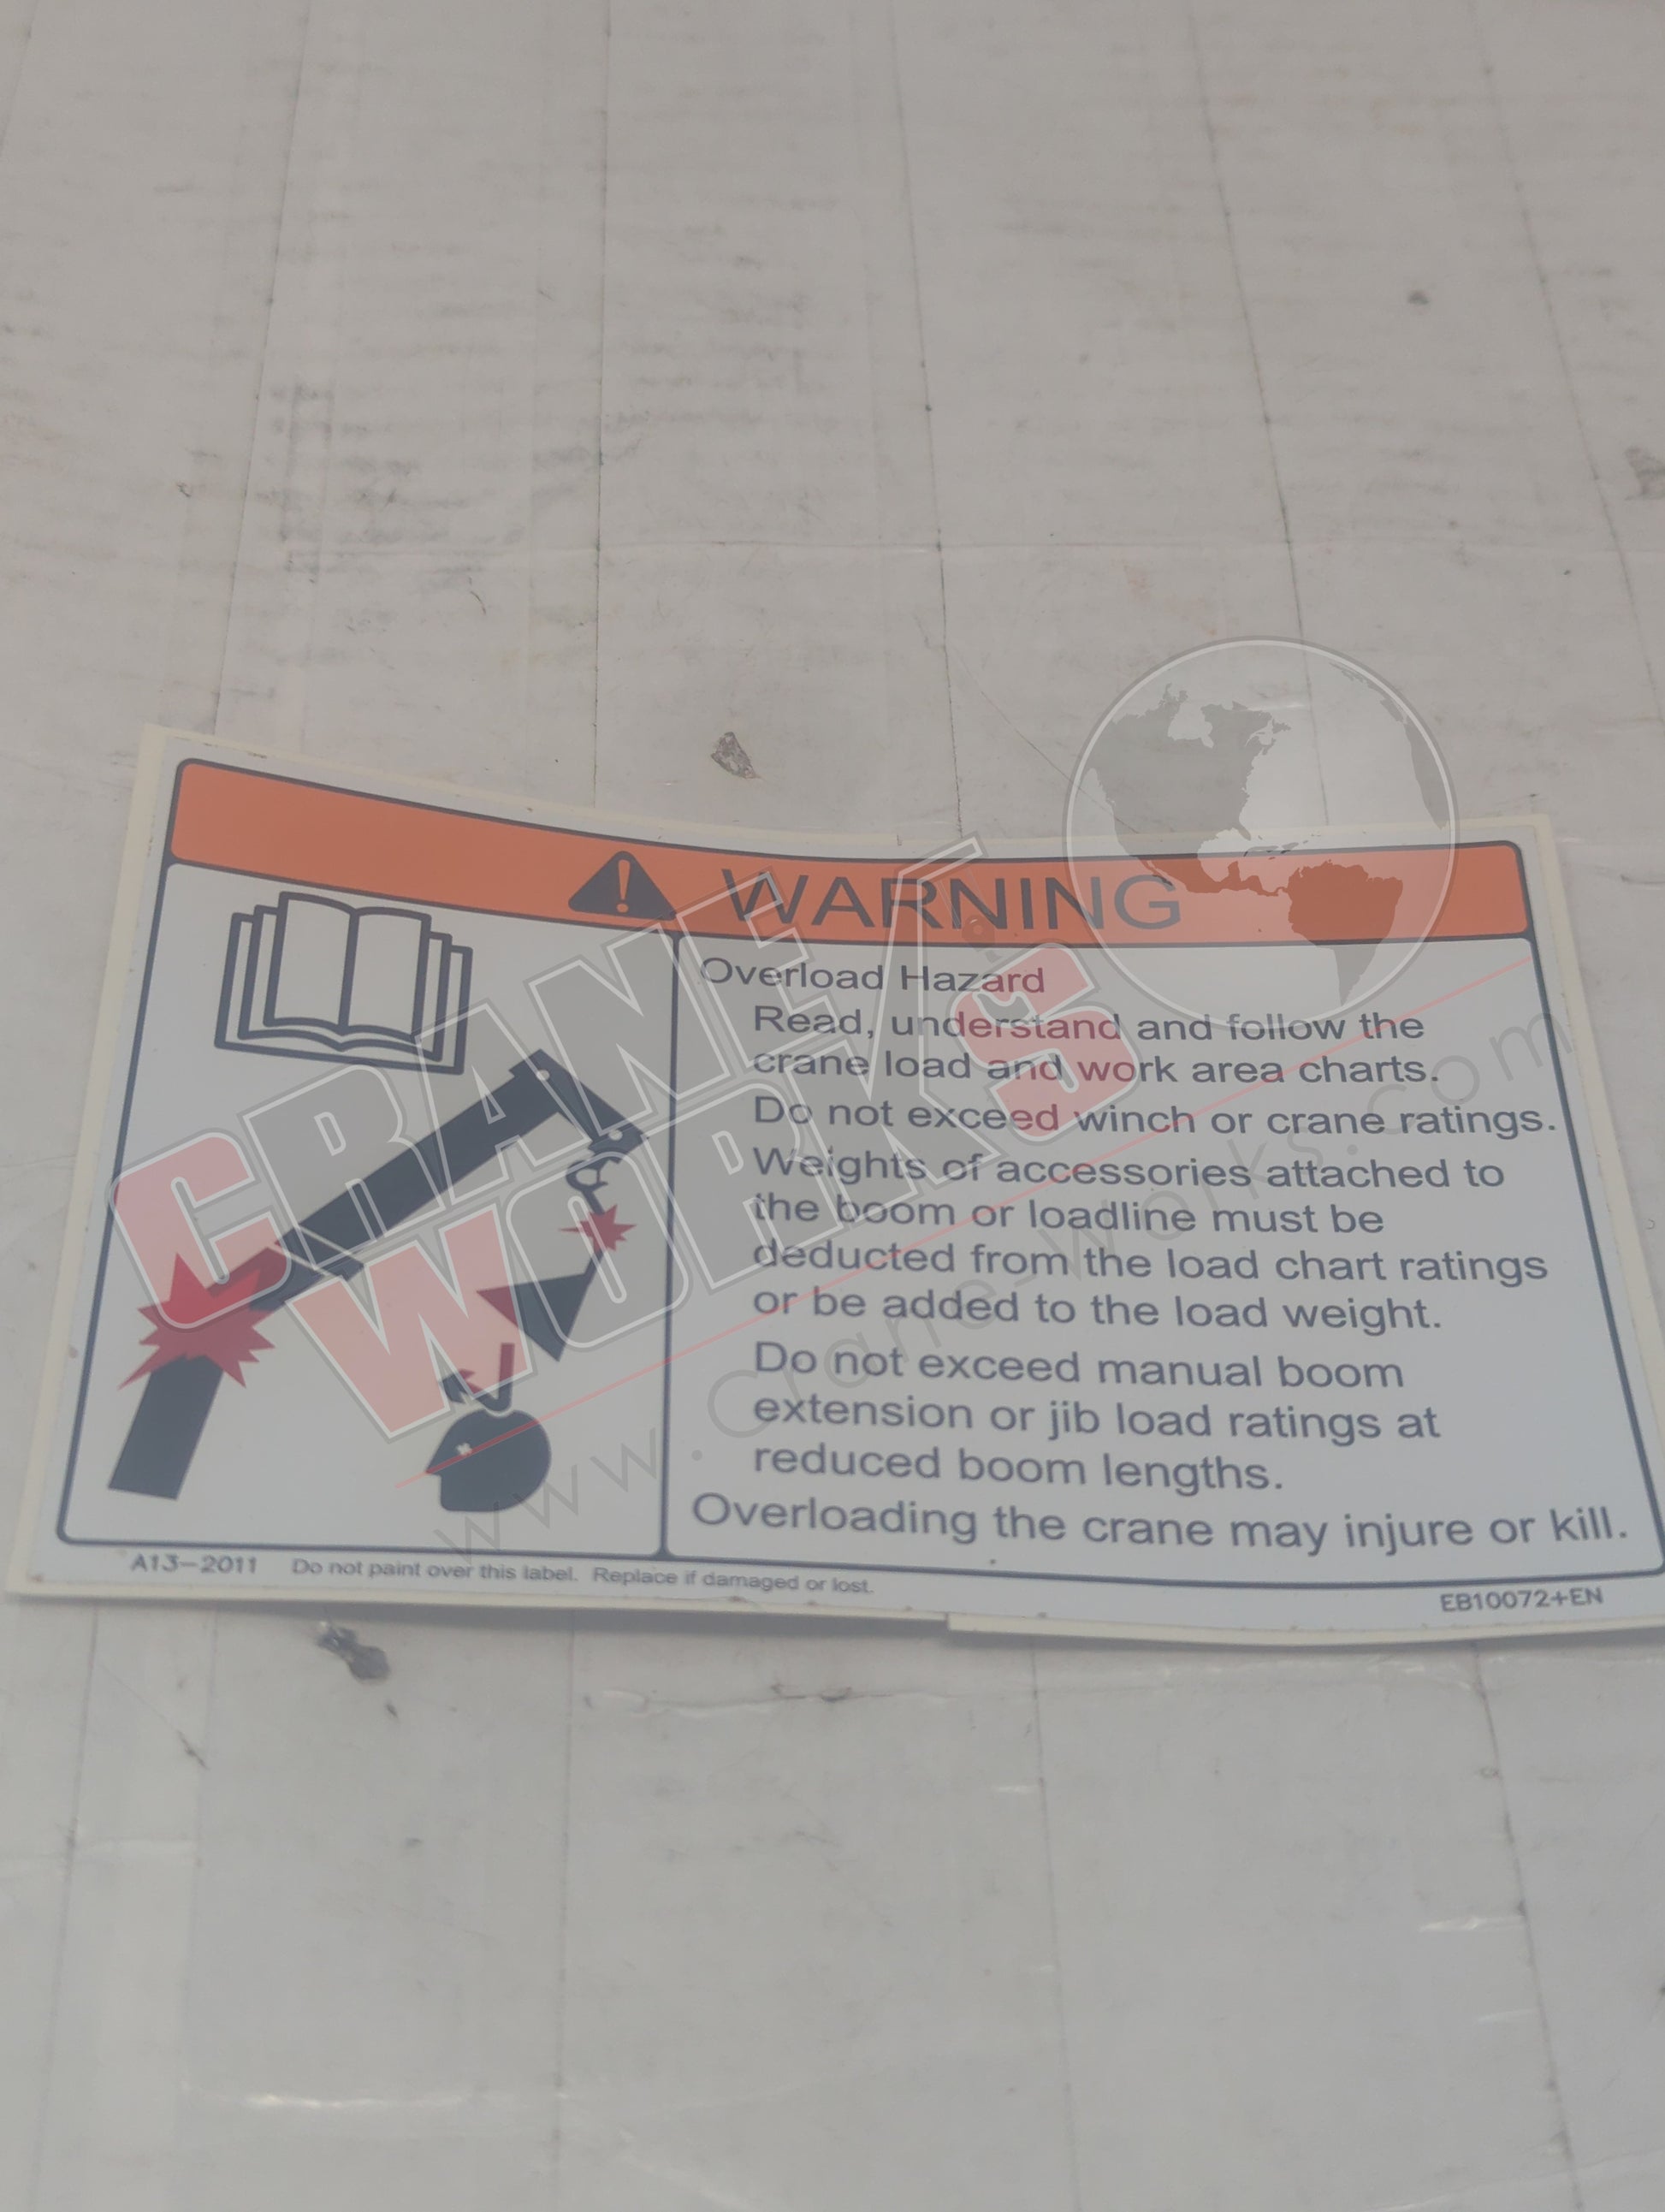 WARNING
Overload Hazard
Read, understand and follow the
crane load and work area charts.
Do not exceed winch or crane ratings.
Weights of accessories attached to
the boom or loadline must be
deducted from the load chart ratings
or be added to the load weight.
Do not exceed manual boom
extension or jib load ratings at
reduced boom lengths.
Overloading the crane may injure or kill.
A13-2011 Do not paint over this label. Replace if damaged or lost.
EB10072+EN
CRANE
WORKS
www.crane-works.com